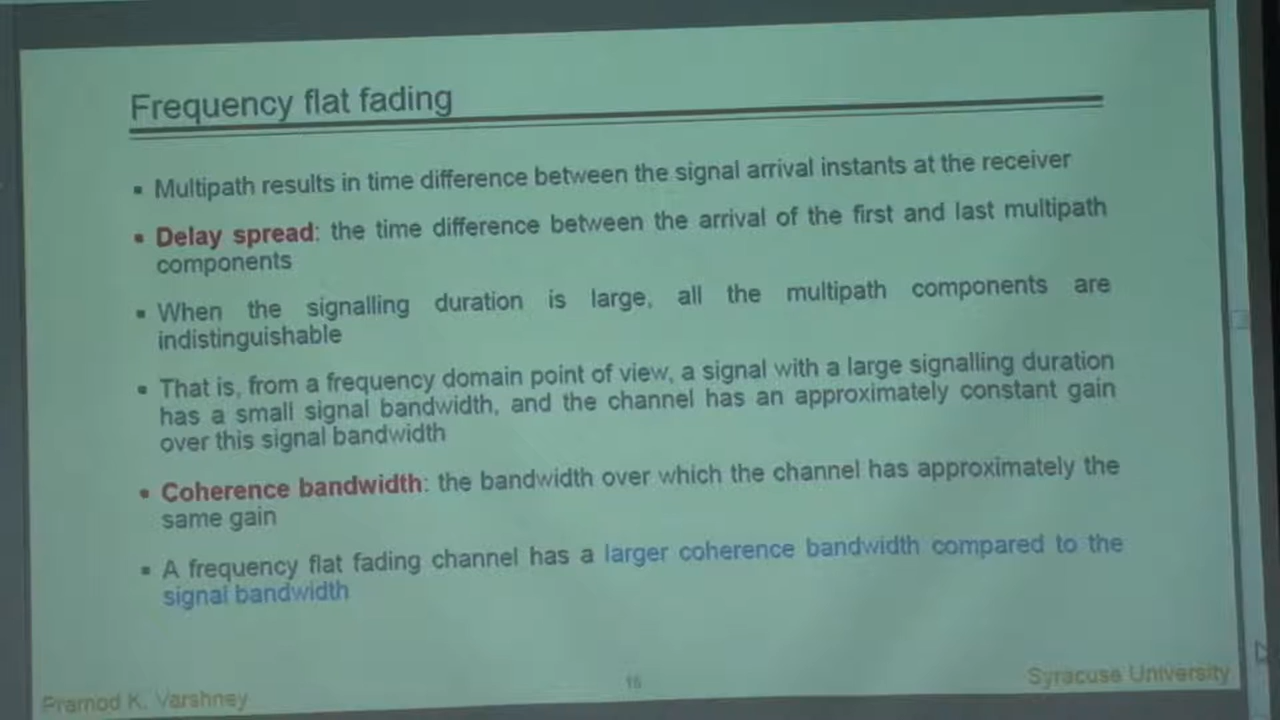 Frequency flat fading
▪ Multipath results in time difference between the signal arrival instants at the receiver
▪ Delay spread: the time difference between the arrival of the first and last multipath
components
▪ When the signalling duration is large, all the multipath components are
indistinguishable
▪ That is, from a frequency domain point of view, a signal with a large signalling duration
has a small signal bandwidth, and the channel has an approximately constant gain
over this signal bandwidth
▪ Coherence bandwidth: the bandwidth over which the channel has approximately the
same gain
▪ A frequency flat fading channel has a larger coherence bandwidth compared to the
signal bandwidth
Pramod K. Varshney
16
Syracuse University